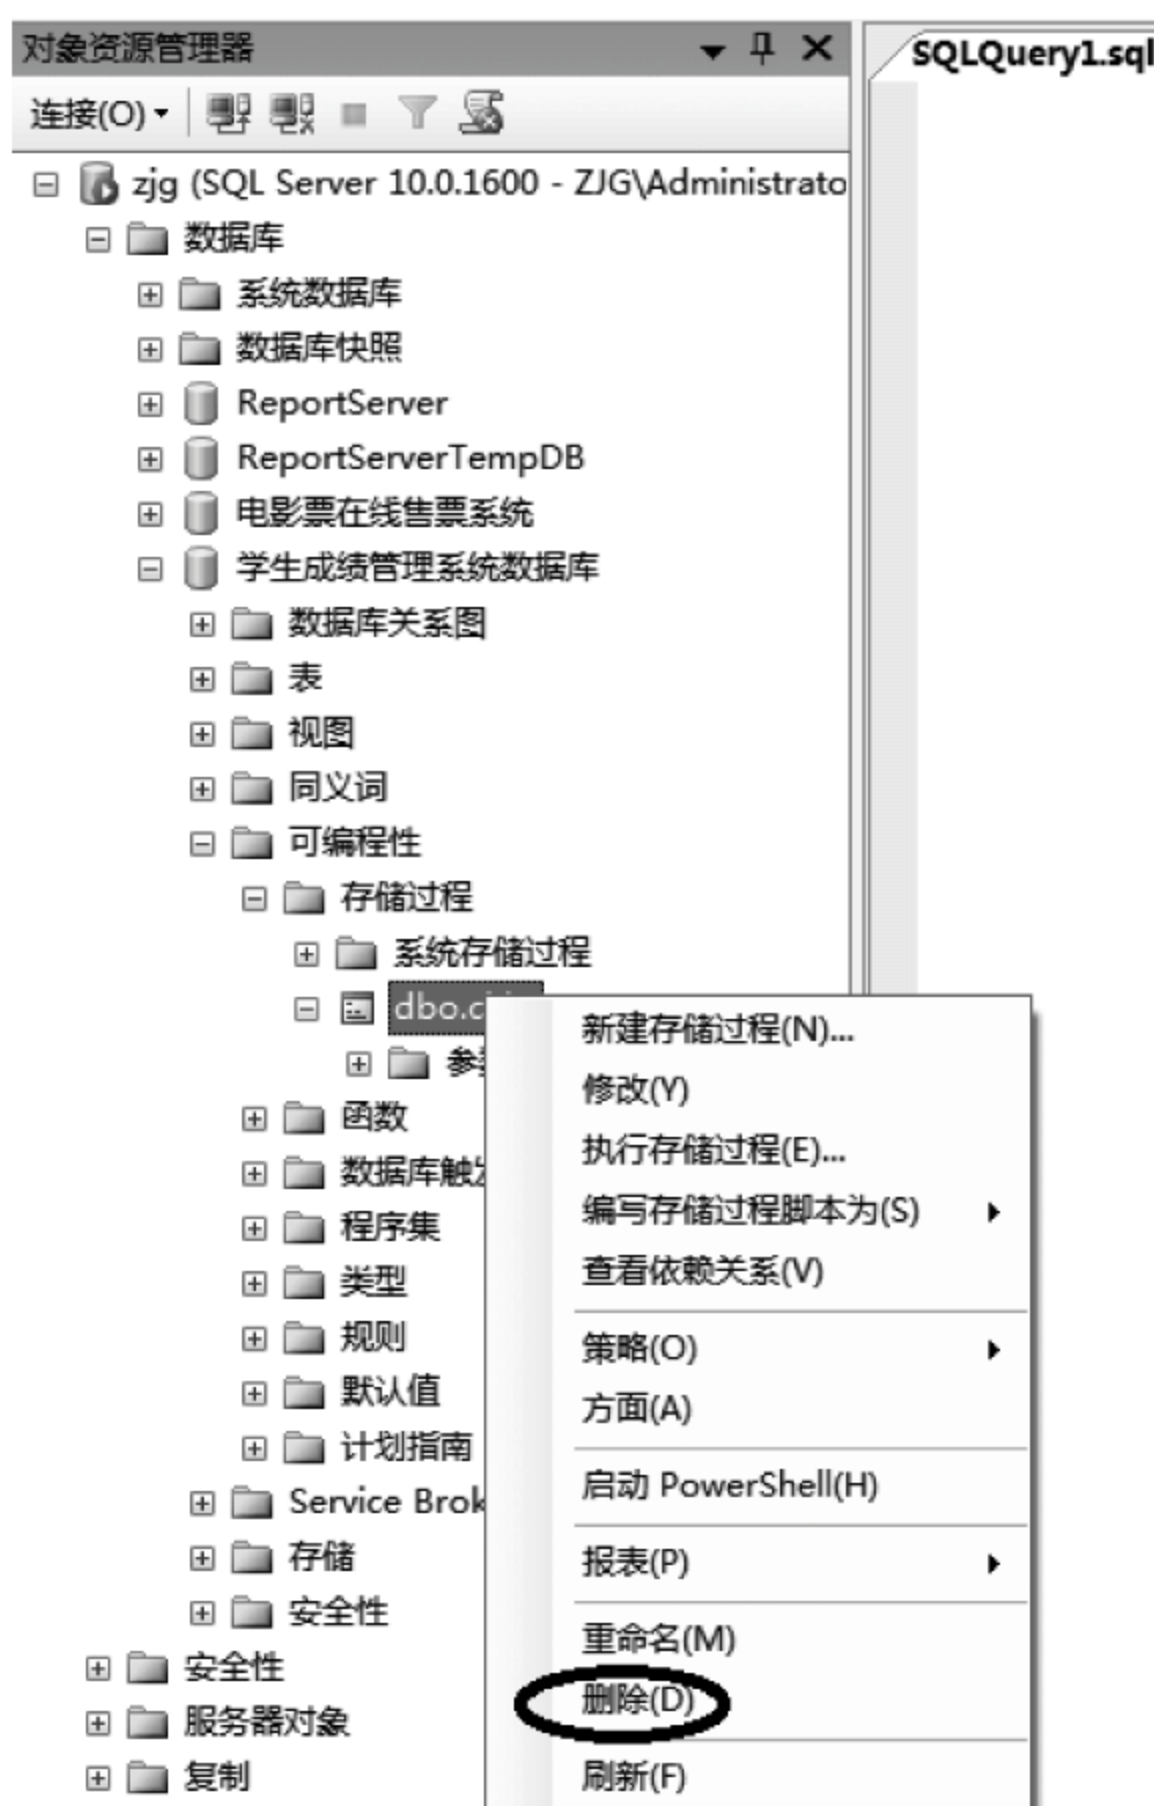 对象资源管理器
SQLQuery1.sql
连接(O)
zjg (SQL Server 10.0.1600 - ZJG\Administrato
数据库
系统数据库
数据库快照
ReportServer
ReportServerTempDB
电影票在线售票系统
学生成绩管理系统数据库
数据库关系图
表
视图
同义词
可编程性
存储过程
系统存储过程
dbo.c
函数
数据库触
程序集
类型
规则
默认值
计划指南
Service Brok
存储
安全性
安全性
服务器对象
复制
新建存储过程(N)...
修改(Y)
执行存储过程(E)...
编写存储过程脚本为(S)
查看依赖关系(V)
策略(O)
方面(A)
启动 PowerShell(H)
报表(P)
重命名(M)
删除(D)
刷新(F)